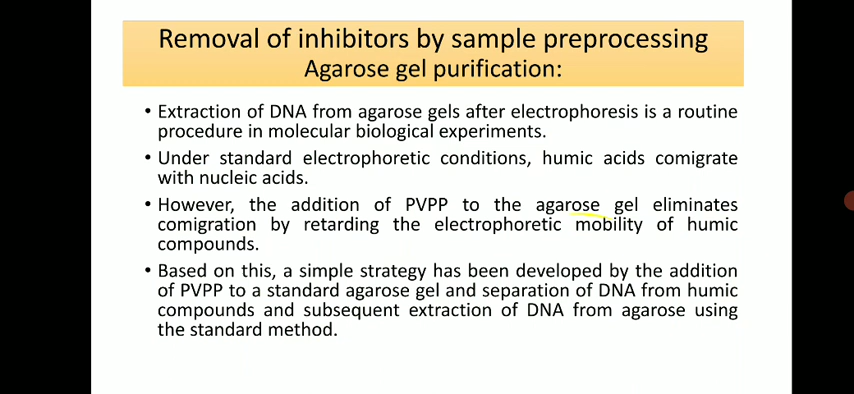 Removal of inhibitors by sample preprocessing
Agarose gel purification:
• Extraction of DNA from agarose gels after electrophoresis is a routine
procedure in molecular biological experiments.
• Under standard electrophoretic conditions, humic acids comigrate
with nucleic acids.
• However, the addition of PVPP to the agarose gel eliminates
comigration by retarding the electrophoretic mobility of humic
compounds.
• Based on this, a simple strategy has been developed by the addition
of PVPP to a standard agarose gel and separation of DNA from humic
compounds and subsequent extraction of DNA from agarose using
the standard method.